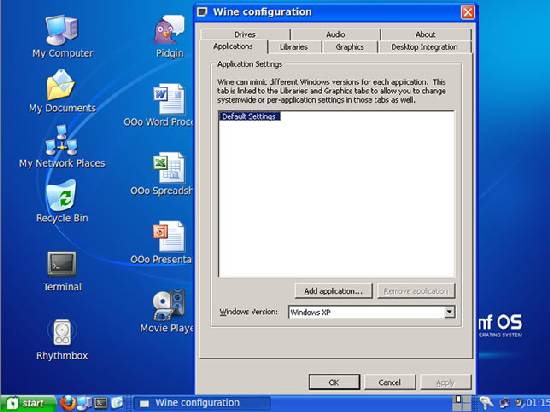 My Computer
Pidgin
My Documents
OOo Word Proce
My Network Places
OOo Spreadsh
Recycle Bin
OOo Presenta
Terminal
Movie Playe
Rhythmbox
Wine configuration
Drives
Audio
About
Applications
Libraries
Graphics
Desktop Integration
Application Settings
Wine can mimic different Windows versions for each application. This
tab is linked to the Libraries and Graphics tabs to allow you to change
systemwide or per-application settings in those tabs as well.
Default Settings
Add application...
Remove application
Windows Version:
Windows XP
OK
Cancel
Apply
OS
ERATING SYSTEM
start
Wine configuration
01:15